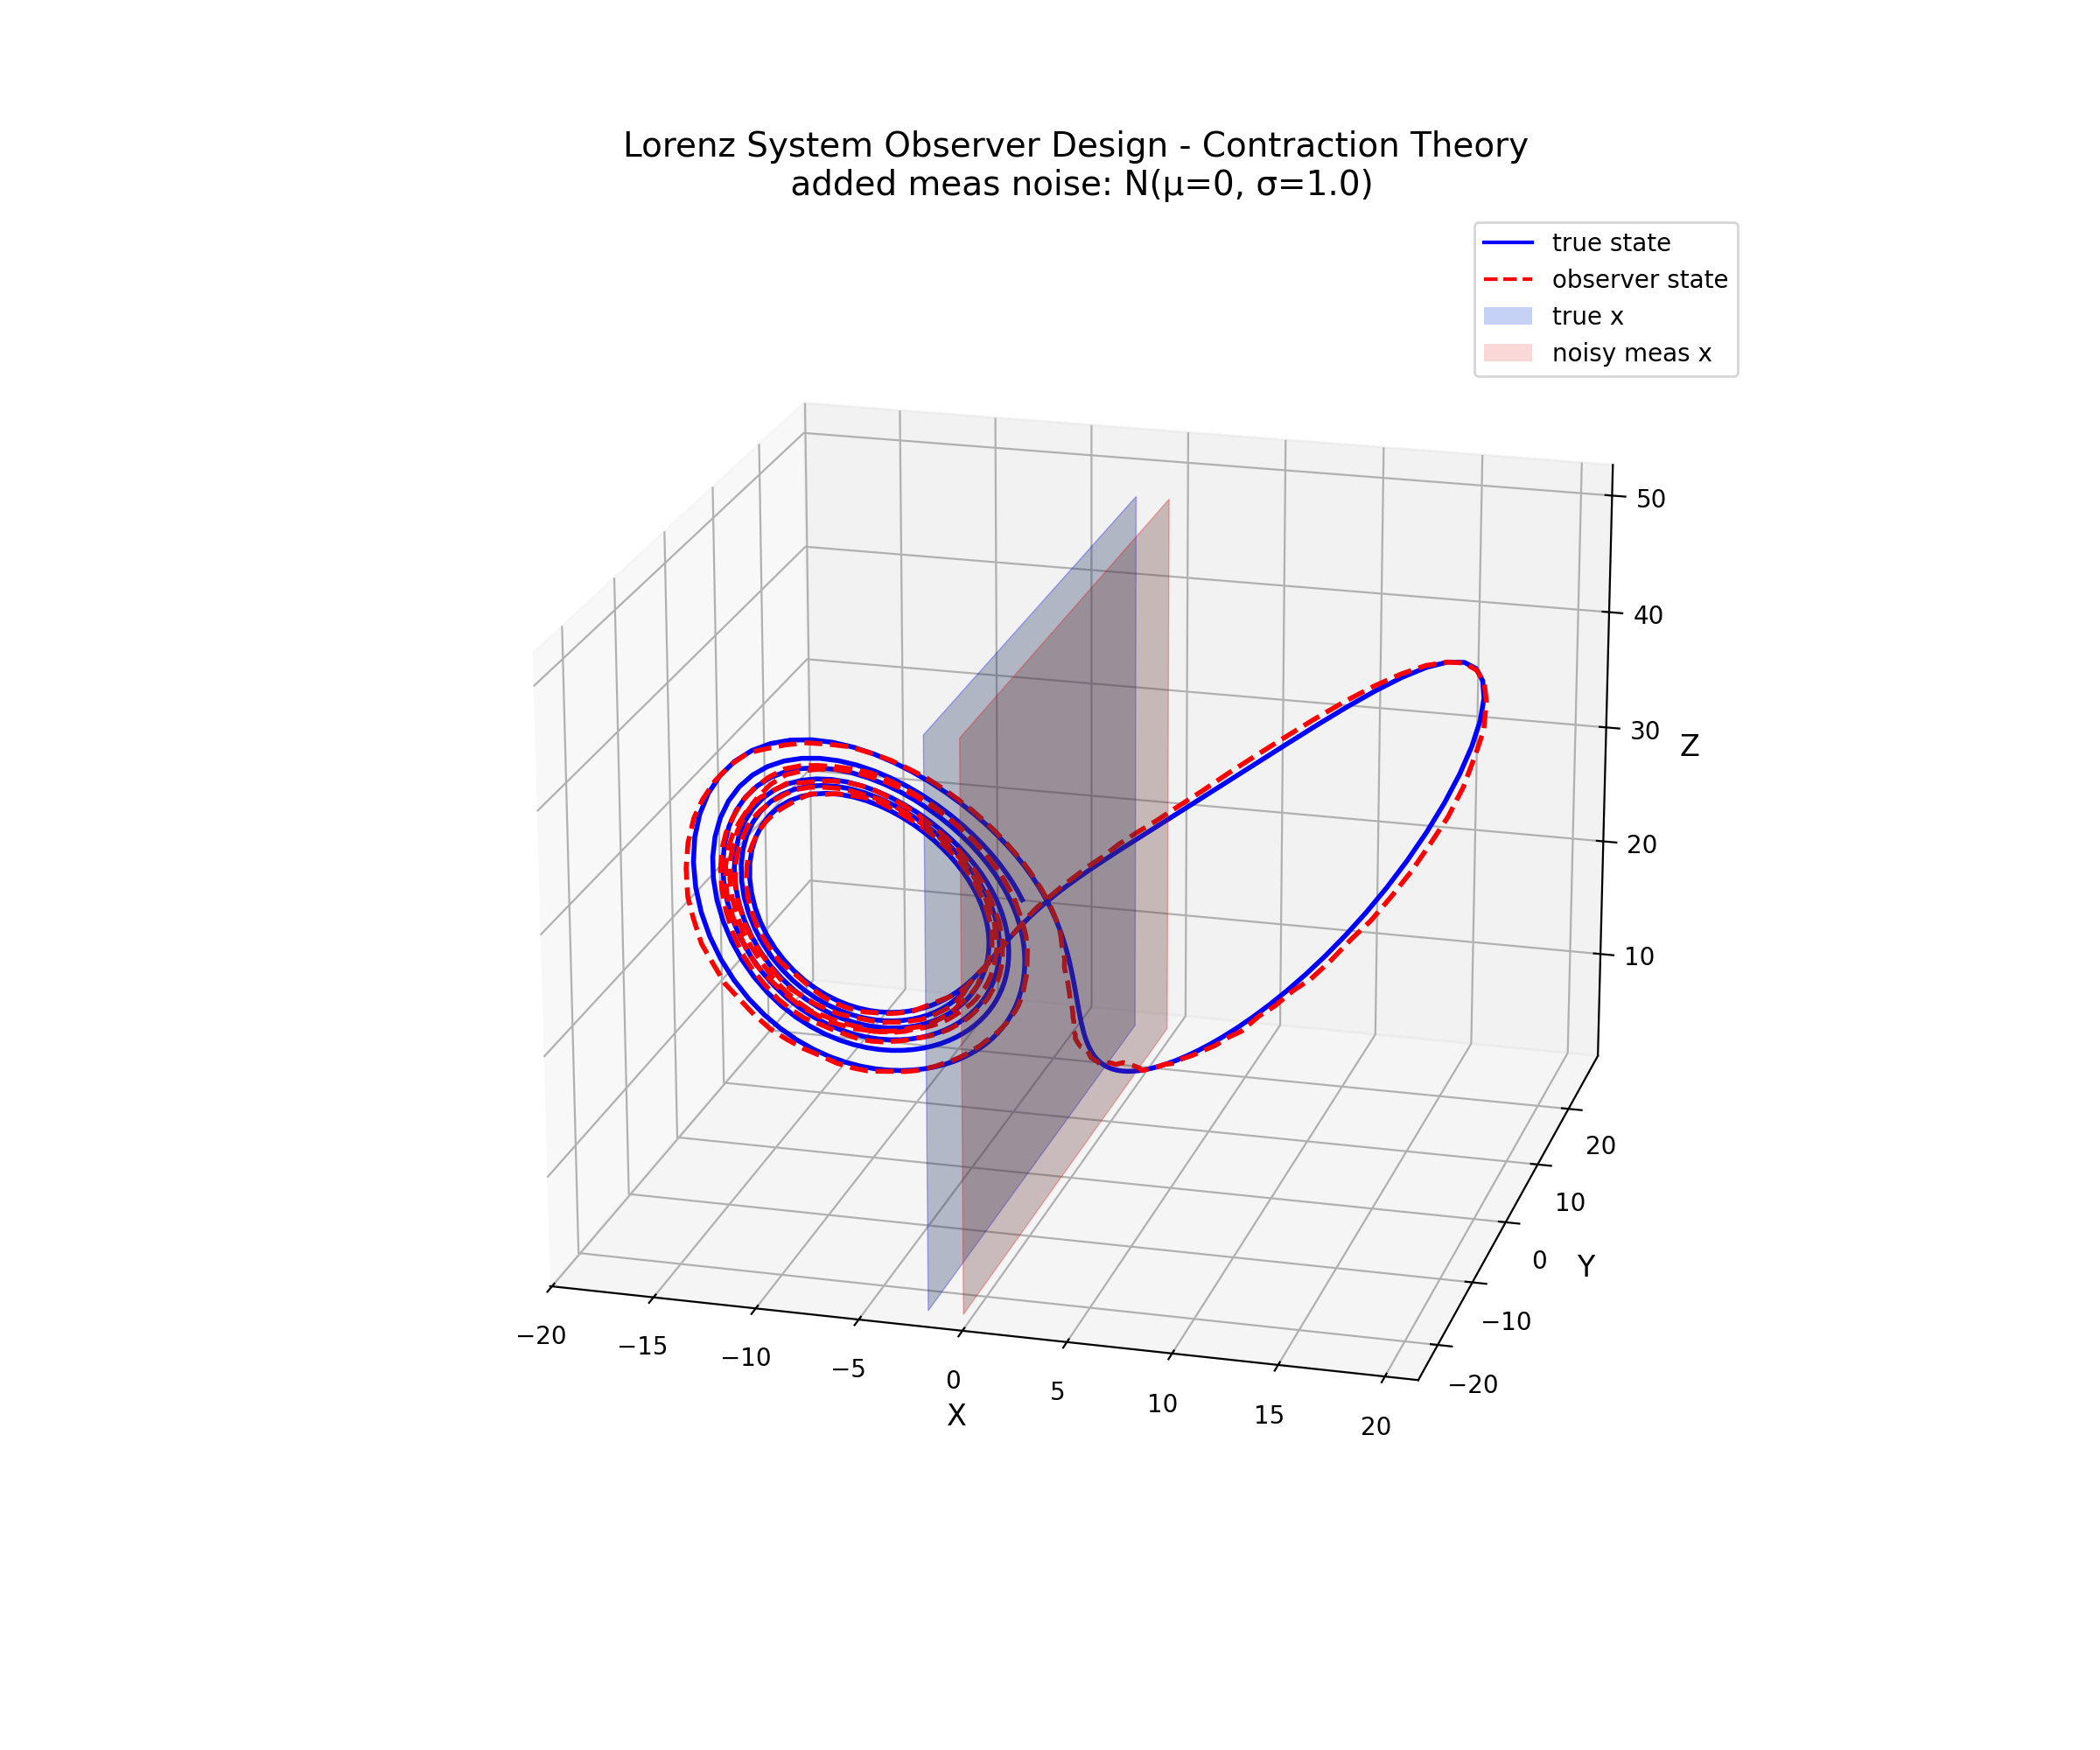 Lorenz System Observer Design - Contraction Theory
added meas noise: N(μ=0, σ=1.0)
true state
observer state
true x
noisy meas x
50
40
30
Z
20
10
20
10
0
Y
−10
−20
−20
−15
−10
−5
0
5
10
15
20
X